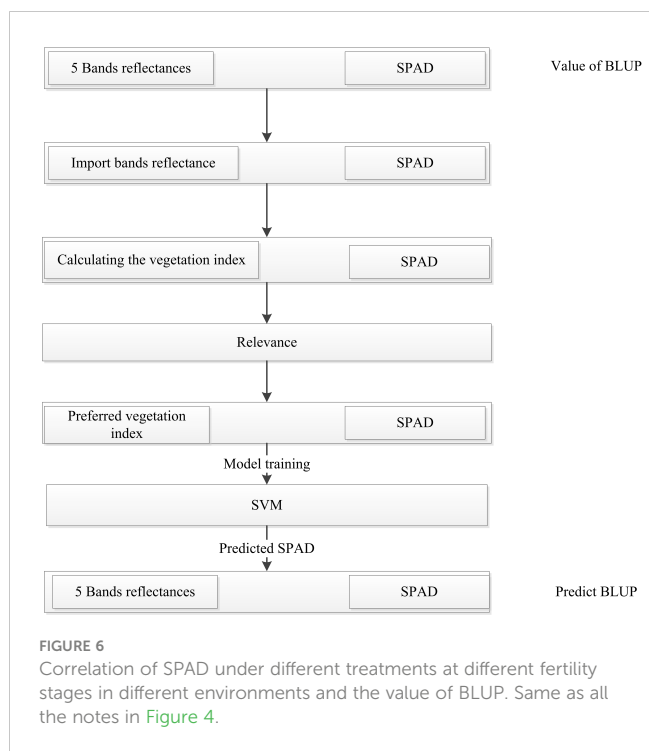 5 Bands reflectances SPAD Value of BLUP
Import bands reflectance SPAD
Calculating the vegetation index SPAD
Relevance
Preferred vegetation
index SPAD
Model training
SVM
Predicted SPAD
5 Bands reflectances SPAD Predict BLUP
FIGURE 6
Correlation of SPAD under different treatments at different fertility
stages in different environments and the value of BLUP. Same as all
the notes in Figure 4.